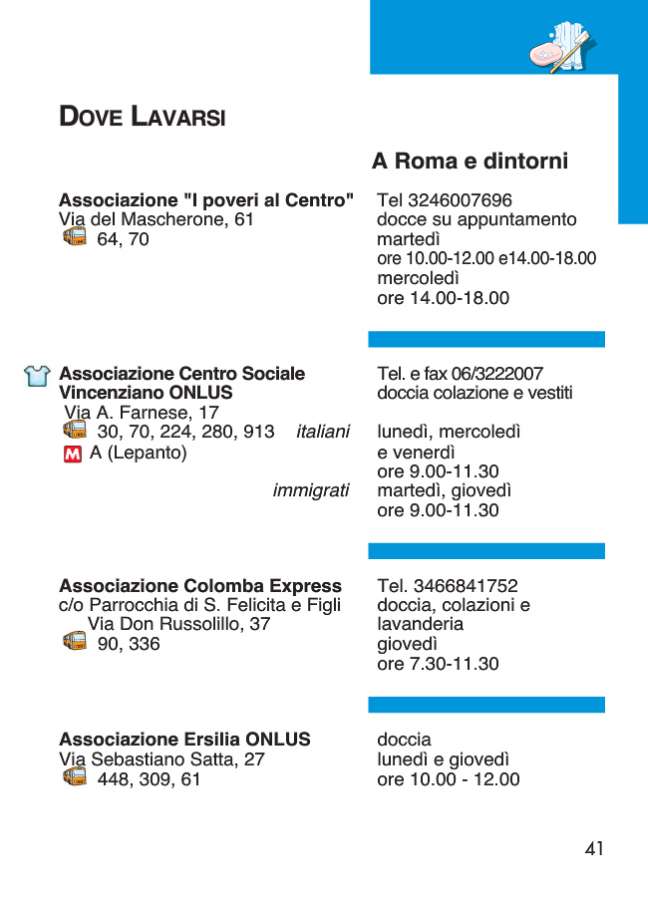 DOVE LAVARSI
A Roma e dintorni
Associazione "I poveri al Centro"
Via del Mascherone, 61
64, 70
Tel 3246007696
docce su appuntamento
martedì
ore 10.00-12.00 e14.00-18.00
mercoledì
ore 14.00-18.00
Associazione Centro Sociale
Vincenziano ONLUS
Via A. Farnese, 17
30, 70, 224, 280, 913 italiani
M A (Lepanto)
immigrati
Tel. e fax 06/3222007
doccia colazione e vestiti
lunedì, mercoledì
e venerdì
ore 9.00-11.30
martedì, giovedì
ore 9.00-11.30
Associazione Colomba Express
c/o Parrocchia di S. Felicita e Figli
Via Don Russolillo, 37
90, 336
Tel. 3466841752
doccia, colazioni e
lavanderia
giovedì
ore 7.30-11.30
Associazione Ersilia ONLUS
Via Sebastiano Satta, 27
448, 309, 61
doccia
lunedì e giovedì
ore 10.00 - 12.00
41